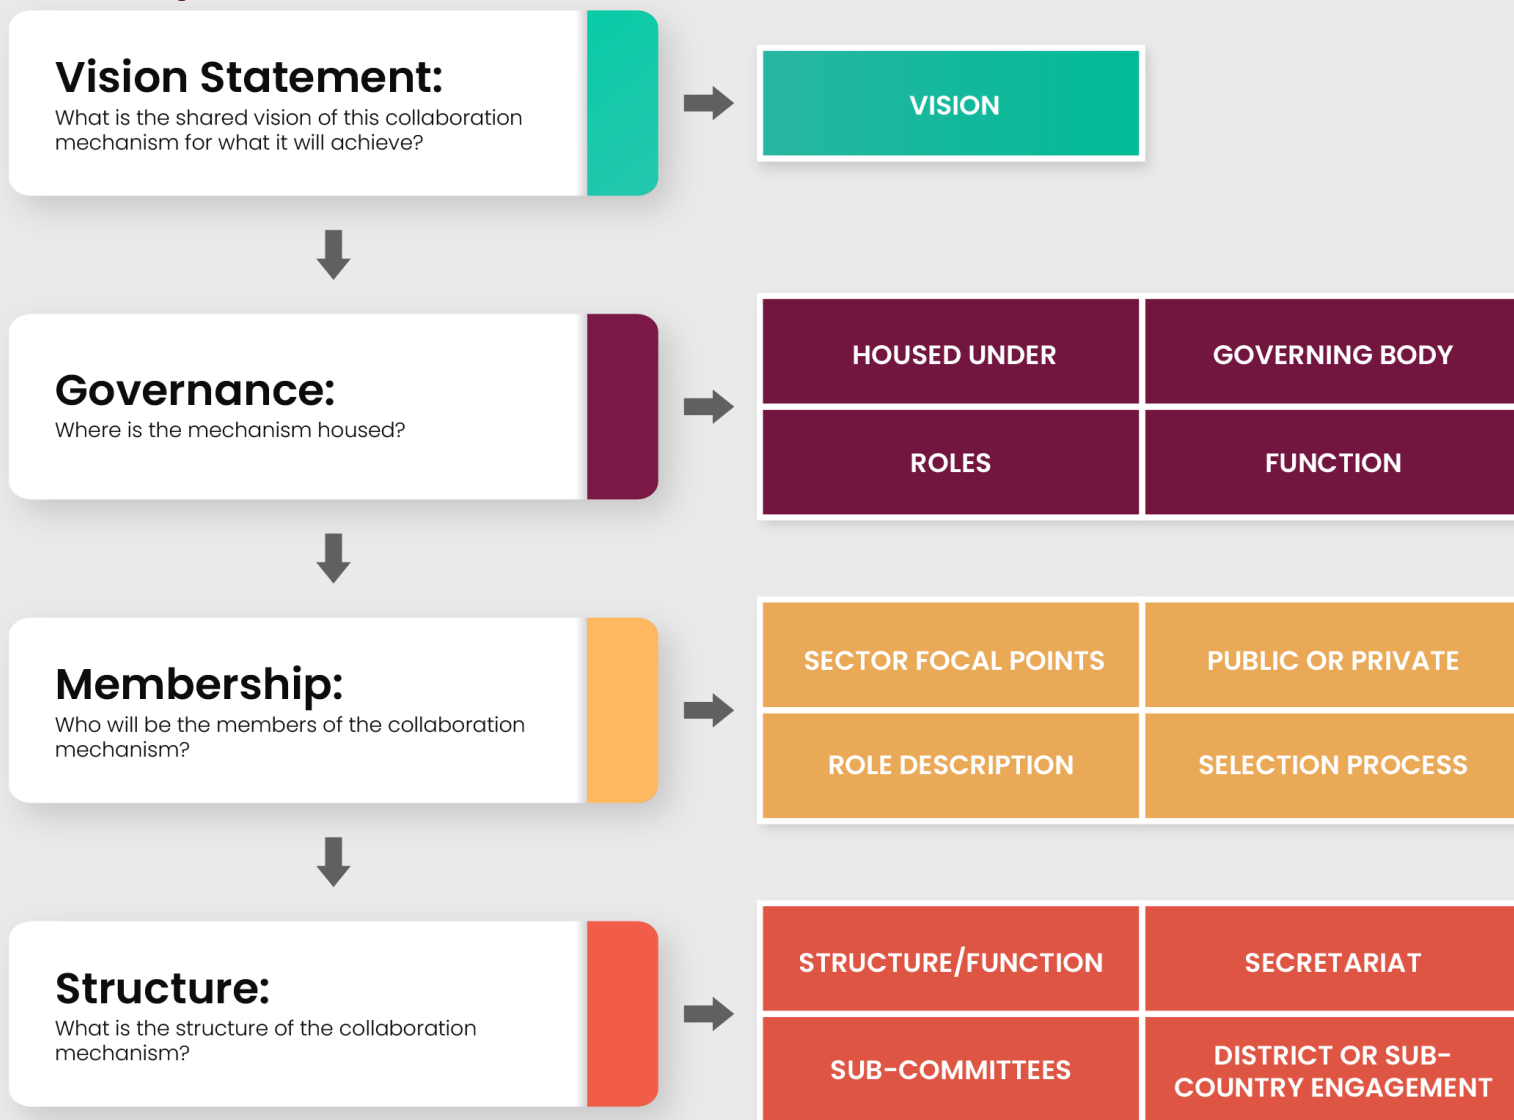 Vision Statement:
What is the shared vision of this collaboration
mechanism for what it will achieve?
VISION
Governance:
Where is the mechanism housed?
HOUSED UNDER
GOVERNING BODY
ROLES
FUNCTION
Membership:
Who will be the members of the collaboration
mechanism?
SECTOR FOCAL POINTS
PUBLIC OR PRIVATE
ROLE DESCRIPTION
SELECTION PROCESS
Structure:
What is the structure of the collaboration
mechanism?
STRUCTURE/FUNCTION
SECRETARIAT
SUB-COMMITTEES
DISTRICT OR SUB-
COUNTRY ENGAGEMENT